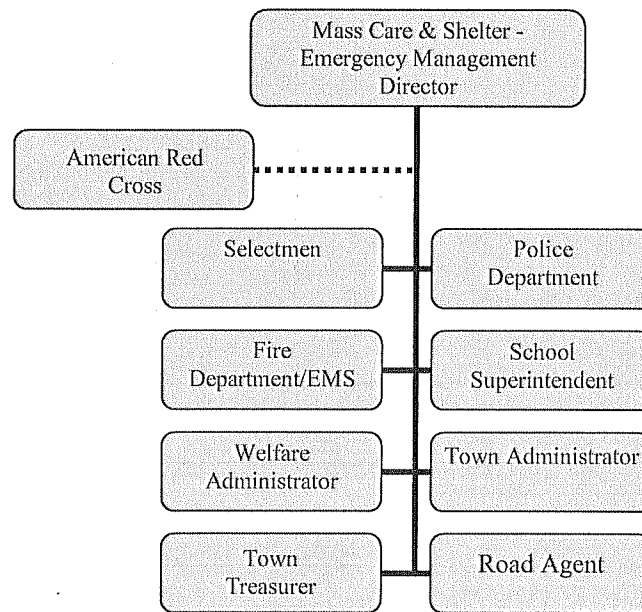 Mass Care & Shelter -
Emergency Management
Director
American Red
Cross
Selectmen
Police
Department
Fire
Department/EMS
School
Superintendent
Welfare
Administrator
Town Administrator
Town
Treasurer
Road Agent